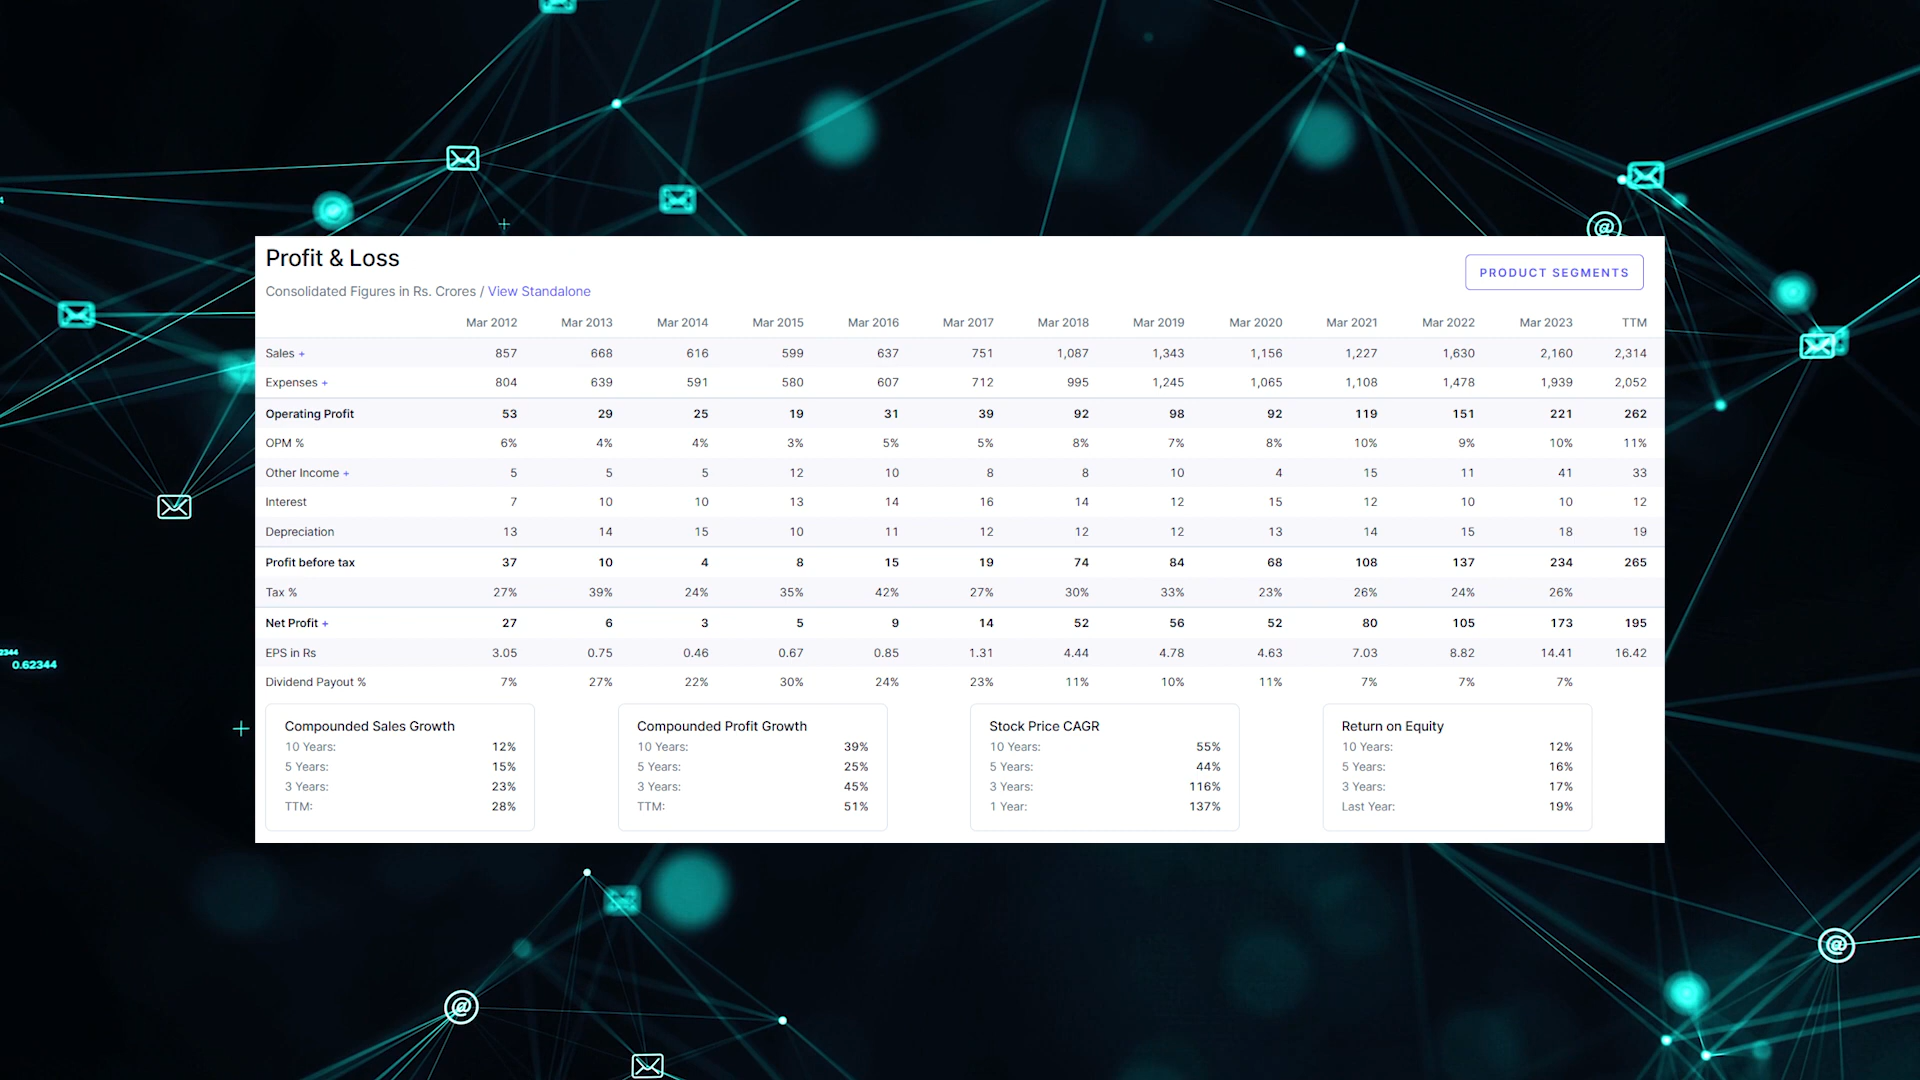 Profit & Loss
PRODUCT SEGMENTS
Consolidated Figures in Rs. Crores / View Standalone
Mar 2012 Mar 2013 Mar 2014 Mar 2015 Mar 2016 Mar 2017 Mar 2018 Mar 2019 Mar 2020 Mar 2021 Mar 2022 Mar 2023 TTM
Sales + 857 668 616 599 637 751 1,087 1,343 1,156 1,227 1,630 2,160 2,314
Expenses + 804 639 591 580 607 712 995 1,245 1,065 1,108 1,478 1,939 2,052
Operating Profit 53 29 25 19 31 39 92 98 92 119 151 221 262
OPM % 6% 4% 4% 3% 5% 5% 8% 7% 8% 10% 9% 10% 11%
Other Income + 5 5 5 12 10 8 8 10 4 15 11 41 33
Interest 7 10 10 13 14 16 14 12 15 12 10 10 12
Depreciation 13 14 15 10 11 12 12 12 13 14 15 18 19
Profit before tax 37 10 4 8 15 19 74 84 68 108 137 234 265
Tax % 27% 39% 24% 35% 42% 27% 30% 33% 23% 26% 24% 26%
Net Profit + 27 6 3 5 9 14 52 56 52 80 105 173 195
EPS in Rs 3.05 0.75 0.46 0.67 0.85 1.31 4.44 4.78 4.63 7.03 8.82 14.41 16.42
Dividend Payout % 7% 27% 22% 30% 24% 23% 11% 10% 11% 7% 7% 7%
Compounded Sales Growth
10 Years: 12%
5 Years: 15%
3 Years: 23%
TTM: 28%
Compounded Profit Growth
10 Years: 39%
5 Years: 25%
3 Years: 45%
TTM: 51%
Stock Price CAGR
10 Years: 55%
5 Years: 44%
3 Years: 116%
1 Year: 137%
Return on Equity
10 Years: 12%
5 Years: 16%
3 Years: 17%
Last Year: 19%
2344
0.62344